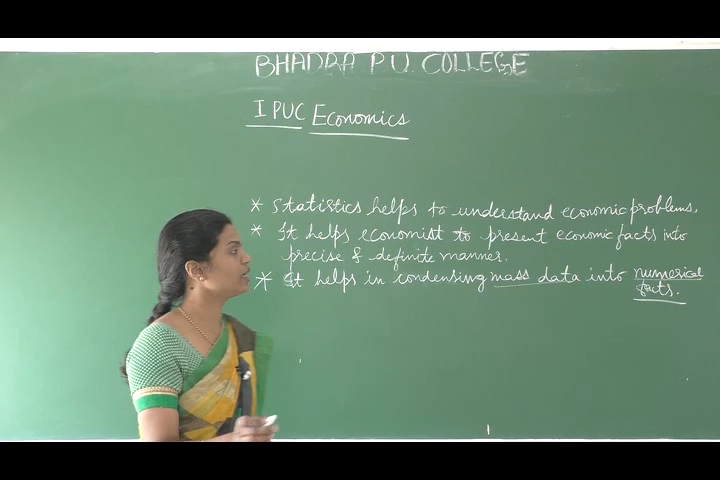 BHADRA P U. COLLEGE
I PUC Economics
* Statistics helps to understand economic problems.
* It helps economist to present economic facts into
precise & definite manner.
* It helps in condensing mass data into numerical
facts.